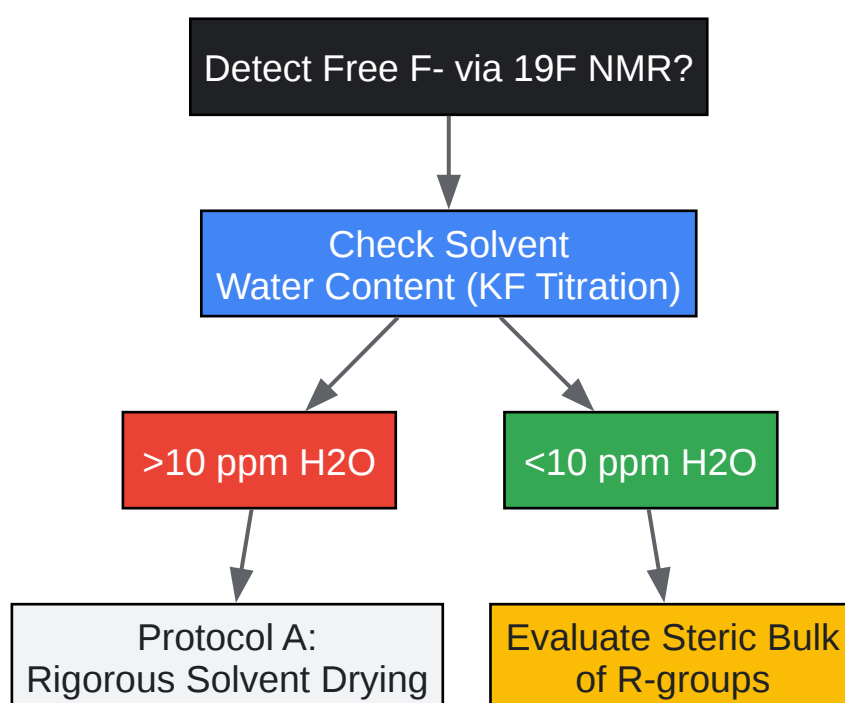 Detect Free F- via 19F NMR?
Check Solvent
Water Content (KF Titration)
>10 ppm H2O
<10 ppm H2O
Protocol A:
Rigorous Solvent Drying
Evaluate Steric Bulk
of R-groups